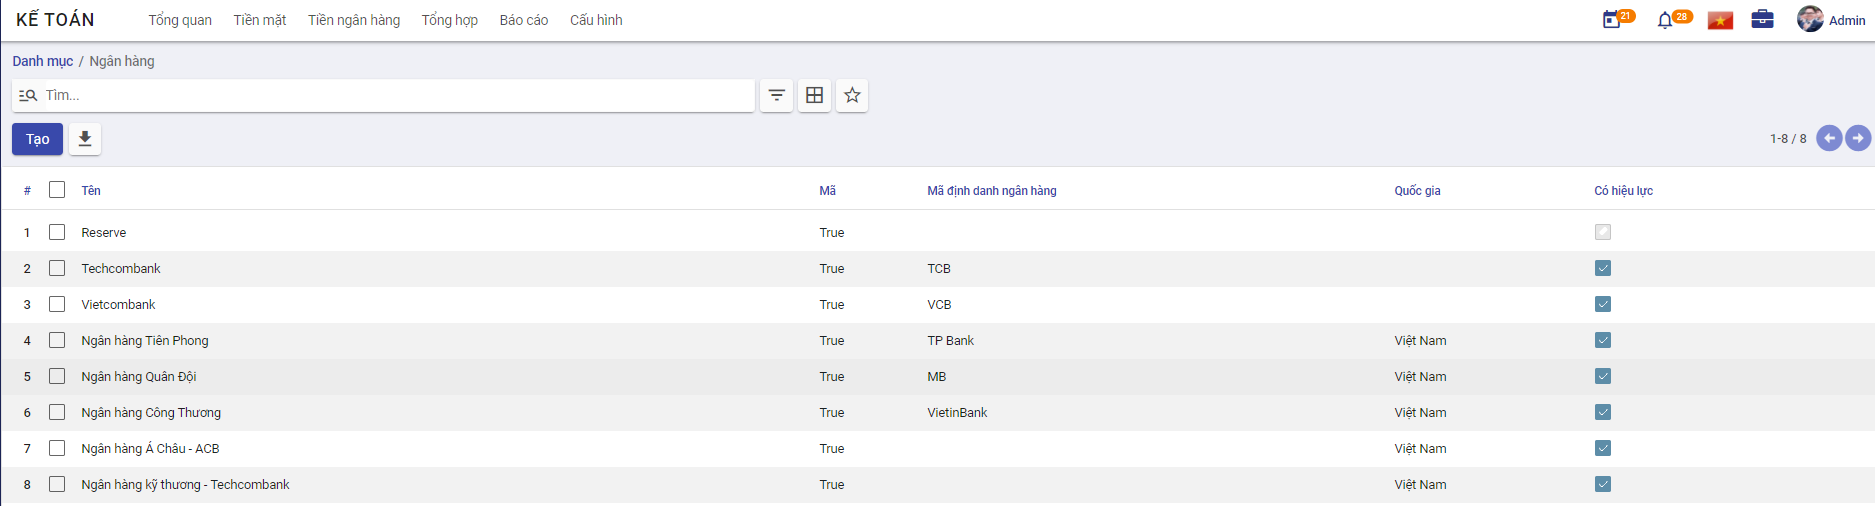 KẾ TOÁN Tổng quan Tiền mặt Tiền ngân hàng Tổng hợp Báo cáo Cấu hình 21 28 Admin
Danh mục / Ngân hàng
Tìm...
Tạo 1-8 / 8
# Tên Mã Mã định danh ngân hàng Quốc gia Có hiệu lực
1 Reserve True
2 Techcombank True TCB
3 Vietcombank True VCB
4 Ngân hàng Tiên Phong True TP Bank Việt Nam
5 Ngân hàng Quân Đội True MB Việt Nam
6 Ngân hàng Công Thương True VietinBank Việt Nam
7 Ngân hàng Á Châu - ACB True Việt Nam
8 Ngân hàng kỹ thương - Techcombank True Việt Nam